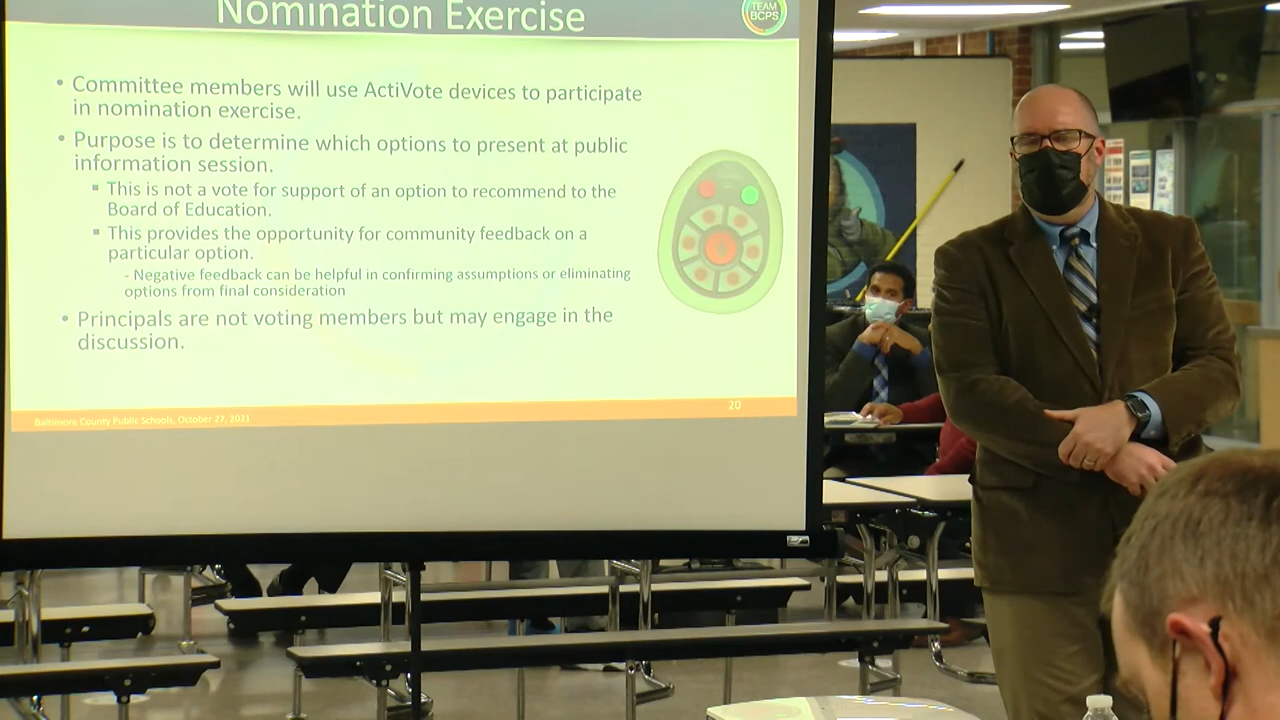 Nomination Exercise
TEAM
BCPS
• Committee members will use ActiVote devices to participate
in nomination exercise.
• Purpose is to determine which options to present at public
information session.
▪ This is not a vote for support of an option to recommend to the
Board of Education.
▪ This provides the opportunity for community feedback on a
particular option.
- Negative feedback can be helpful in confirming assumptions or eliminating
options from final consideration
• Principals are not voting members but may engage in the
discussion.
Baltimore County Public Schools, October 27, 2021
20